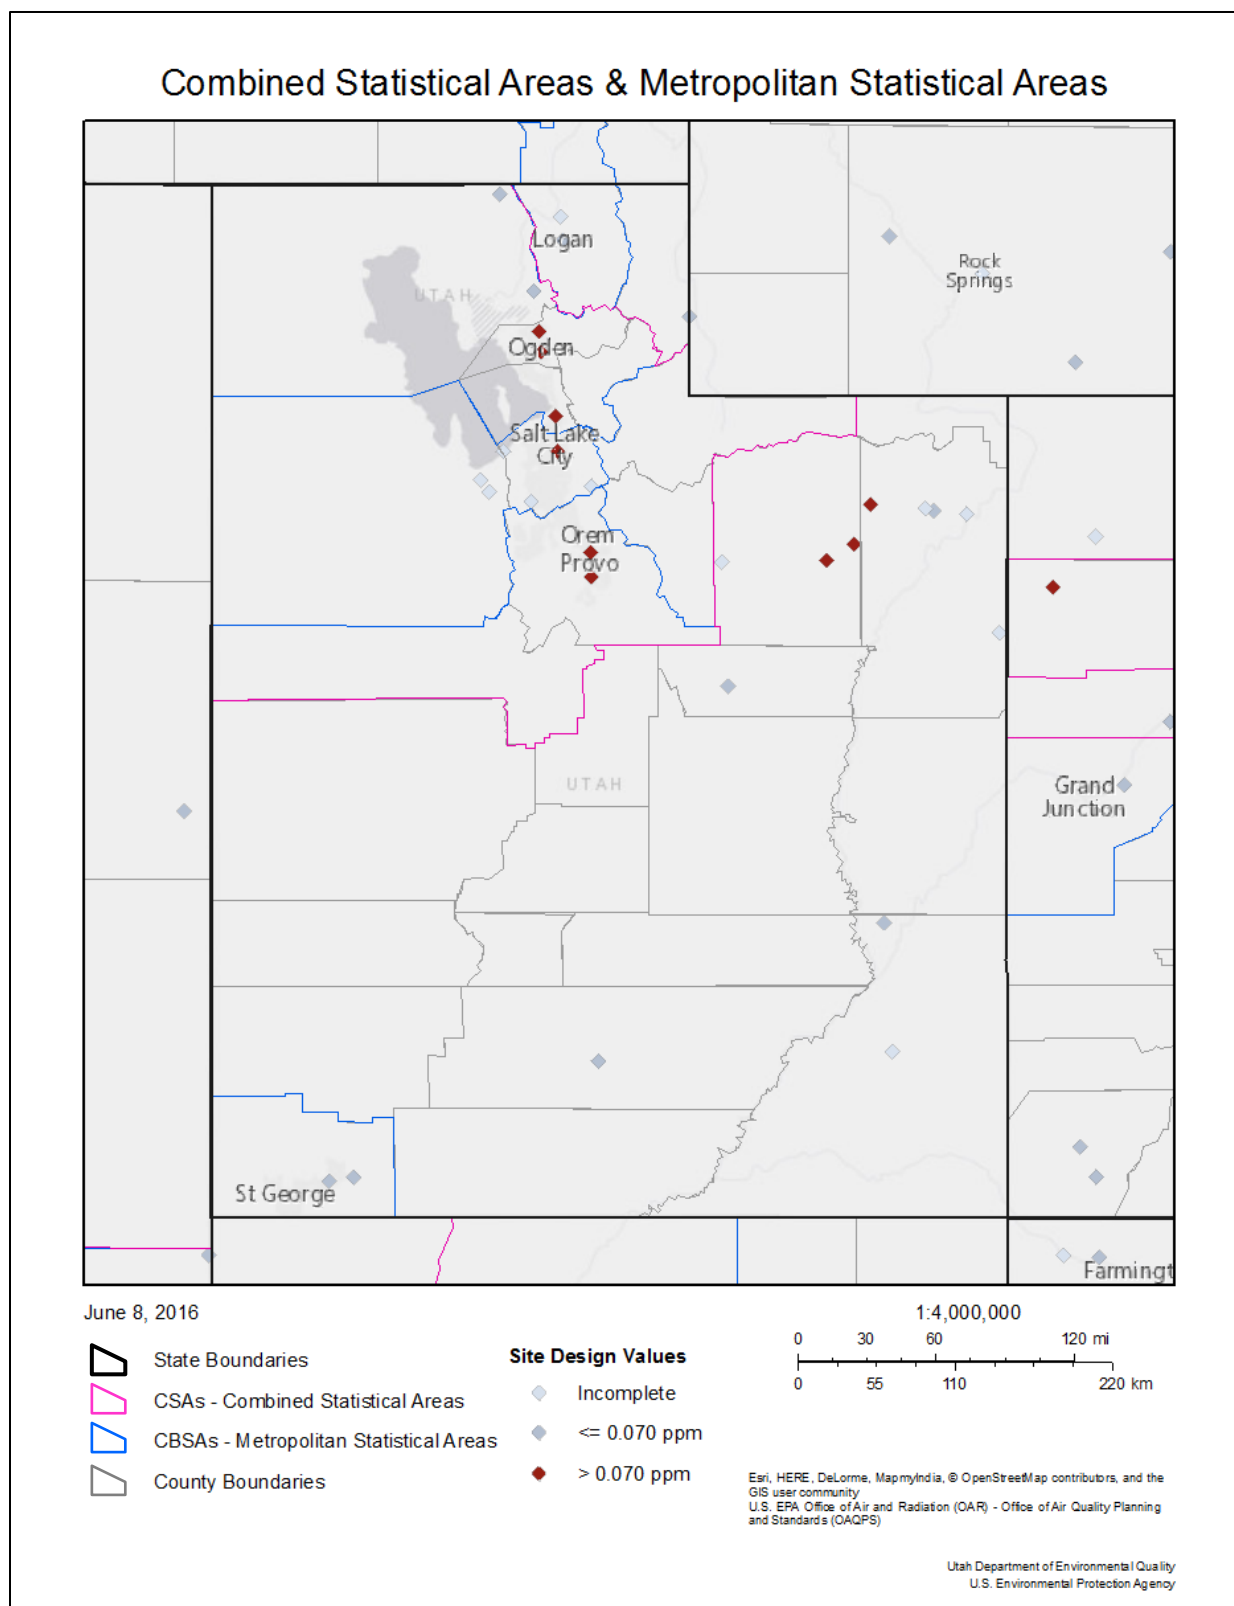 Combined Statistical Areas & Metropolitan Statistical Areas
Logan
Rock
Springs
UTAH
Ogden
Salt Lake
City
Orem
Provo
UTAH
Grand
Junction
St George
Farmingt
June 8, 2016
1:4,000,000
0 30 60 120 mi
0 55 110 220 km
State Boundaries
CSAs - Combined Statistical Areas
CBSAs - Metropolitan Statistical Areas
County Boundaries
Site Design Values
Incomplete
<= 0.070 ppm
> 0.070 ppm
Esri, HERE, DeLorme, MapmyIndia, © OpenStreetMap contributors, and the
GIS user community
U.S. EPA Office of Air and Radiation (OAR) - Office of Air Quality Planning
and Standards (OAQPS)
Utah Department of Environmental Quality
U.S. Environmental Protection Agency